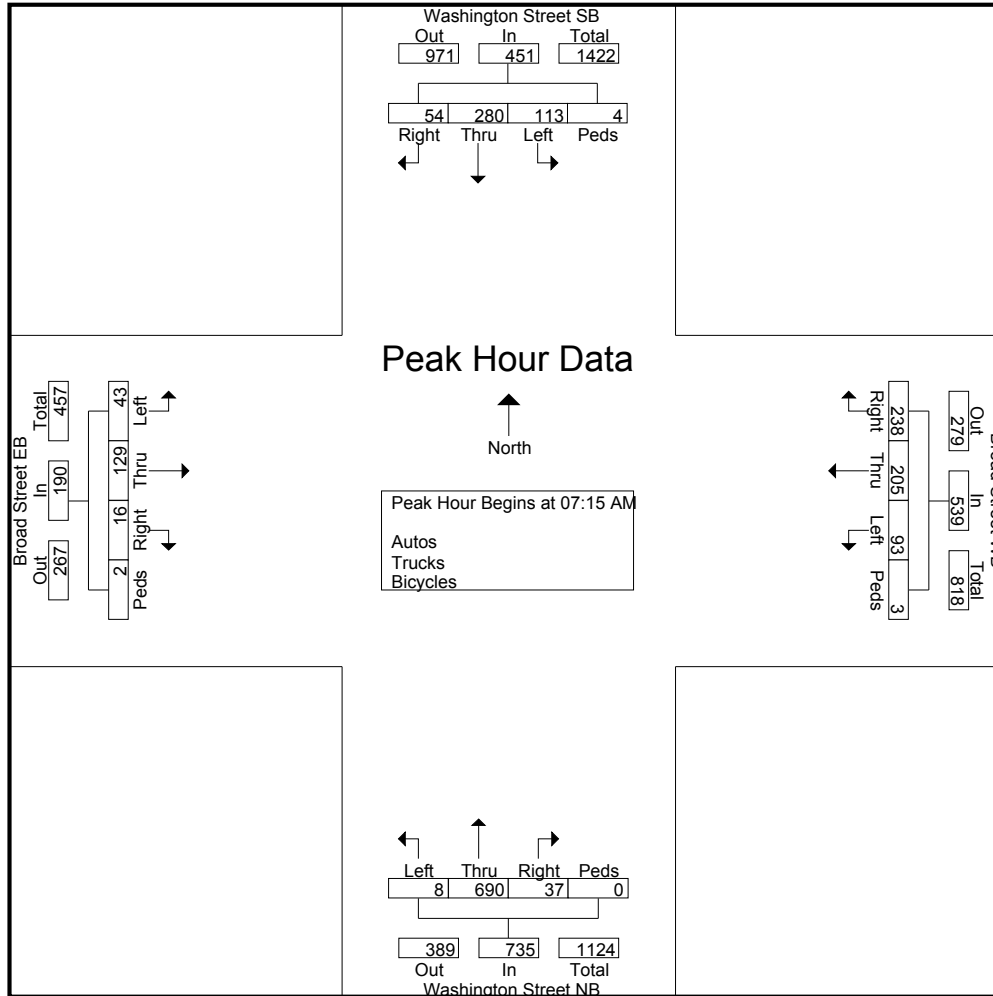 Washington Street SB
Out In Total
971 451 1422
54 280 113 4
Right Thru Left Peds
Peak Hour Data
North
Peak Hour Begins at 07:15 AM
Autos
Trucks
Bicycles
Broad Street EB
Out In Total
267 190 457
Left Thru Right Peds
43 129 16 2
Right Thru Left Peds
238 205 93 3
Out In Total
279 539 818
Left Thru Right Peds
8 690 37 0
389 735 1124
Out In Total
Washington Street NB